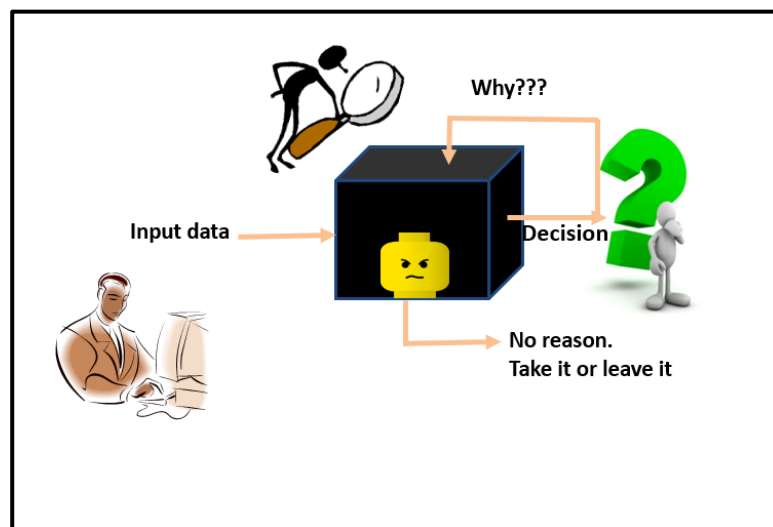 Why???
Input data
Decision
No reason.
Take it or leave it